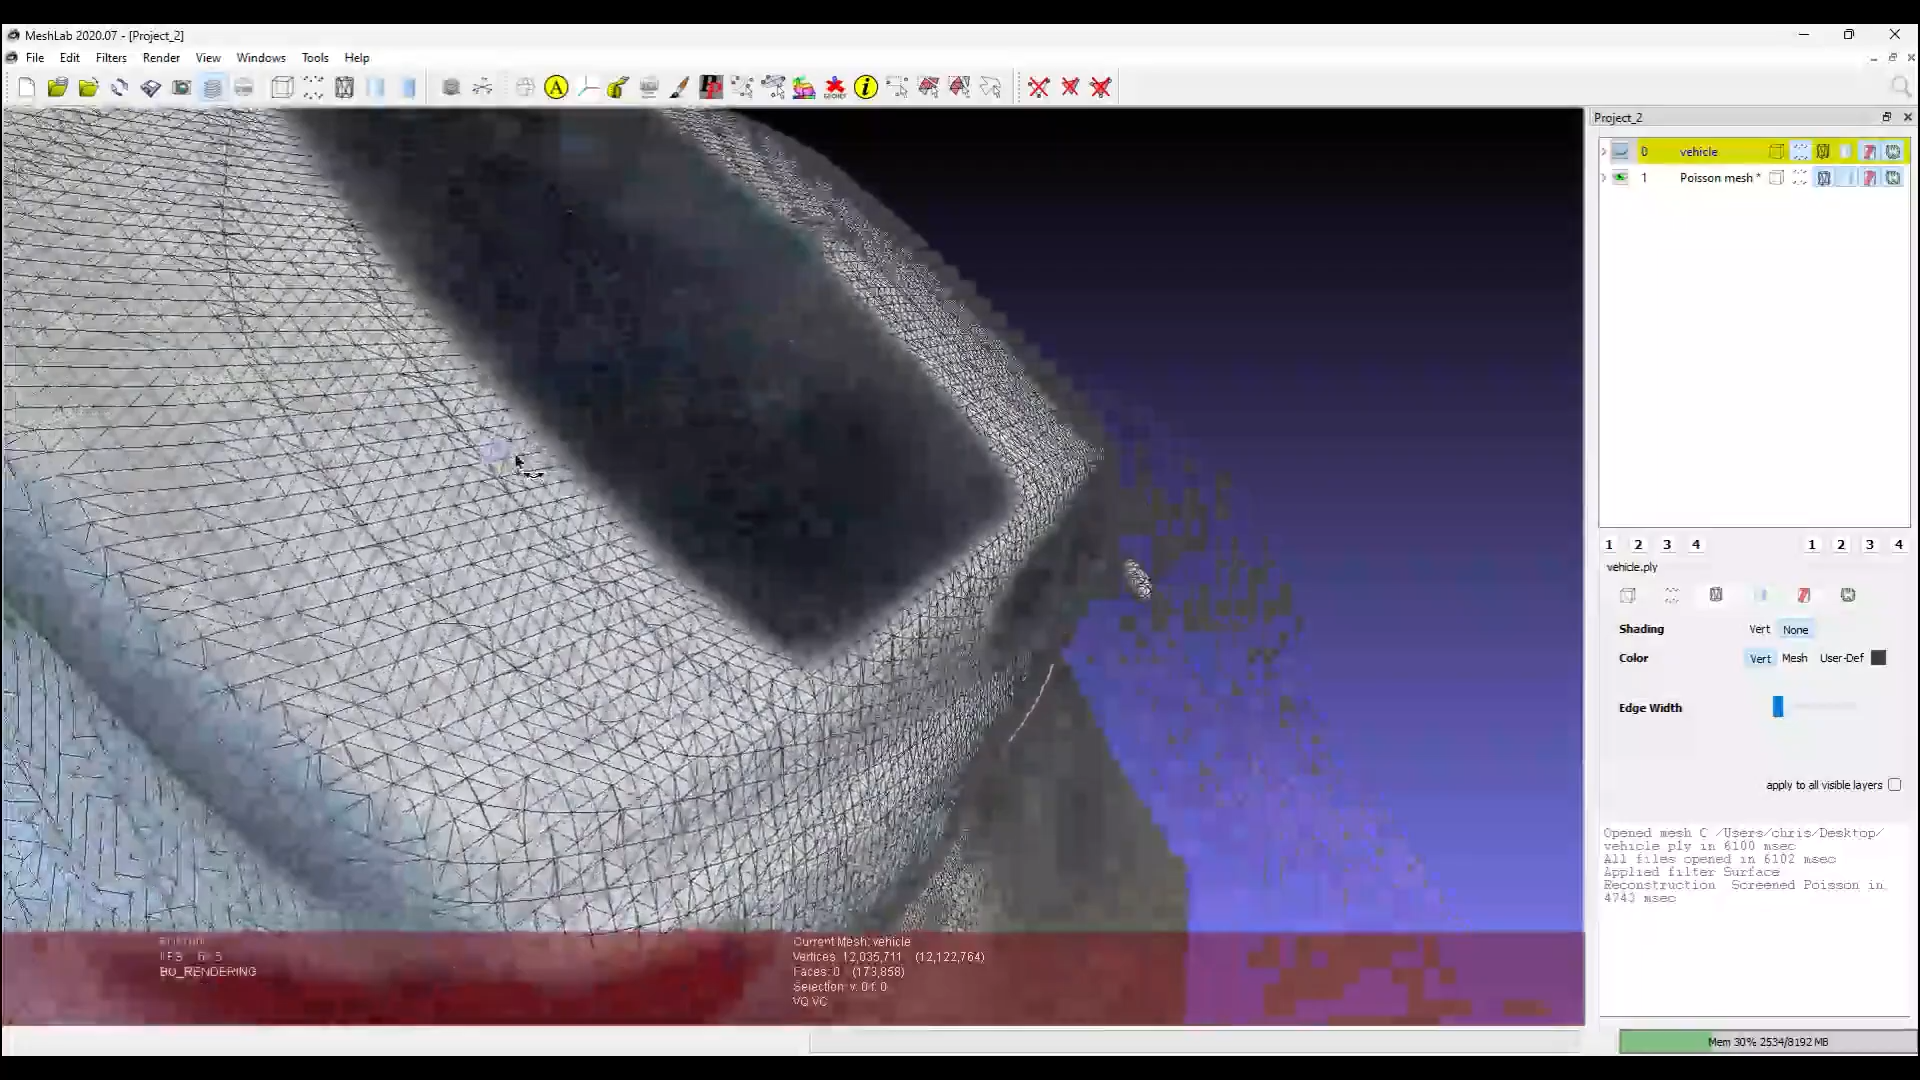 MeshLab 2020.07 - [Project_2]
File Edit Filters Render View Windows Tools Help
A
i
Project_2
0 vehicle
1 Poisson mesh *
1 2 3 4 1 2 3 4
vehicle.ply
Shading Vert None
Color Vert Mesh User-Def
Edge Width
apply to all visible layers
Opened mesh C /Users/chris/Desktop/
vehicle ply in 6100 msec
All files opened in 6102 msec
Applied filter Surface
Reconstruction Screened Poisson in
4743 msec
BO_RENDERING
Current Mesh: vehicle
Vertices: 12,035,711 (12,122,764)
Faces: 0 (173,858)
Selection: v: 0 f: 0
VQ VC
Mem 30% 2534/8192 MB